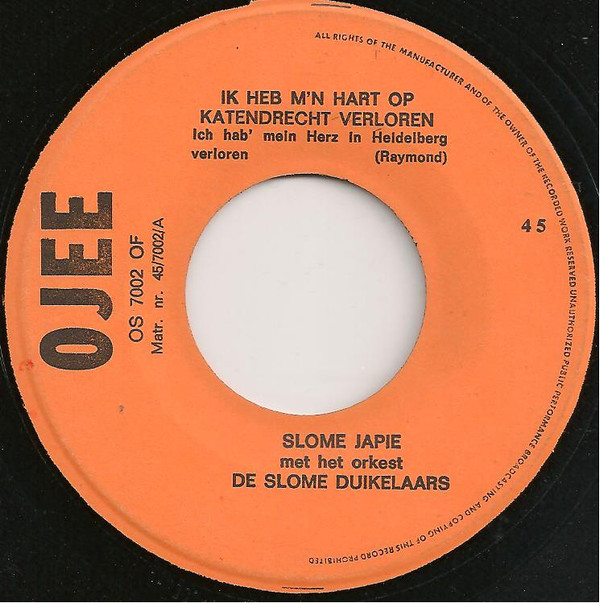 ALL RIGHTS OF THE MANUFACTURER AND OF THE OWNER OF THE RECORDED WORK RESERVED UNAUTHORIZED PUBLIC PERFORMANCE BROADCASTING AND COPYING OF THIS RECORD PROHIBITED
IK HEB M'N HART OP
KATENDRECHT VERLOREN
Ich hab' mein Herz in Heidelberg
verloren (Raymond)
OJEE
OS 7002 OF
Matr. nr. 45/7002/A
45
SLOME JAPIE
met het orkest
DE SLOME DUIKELAARS